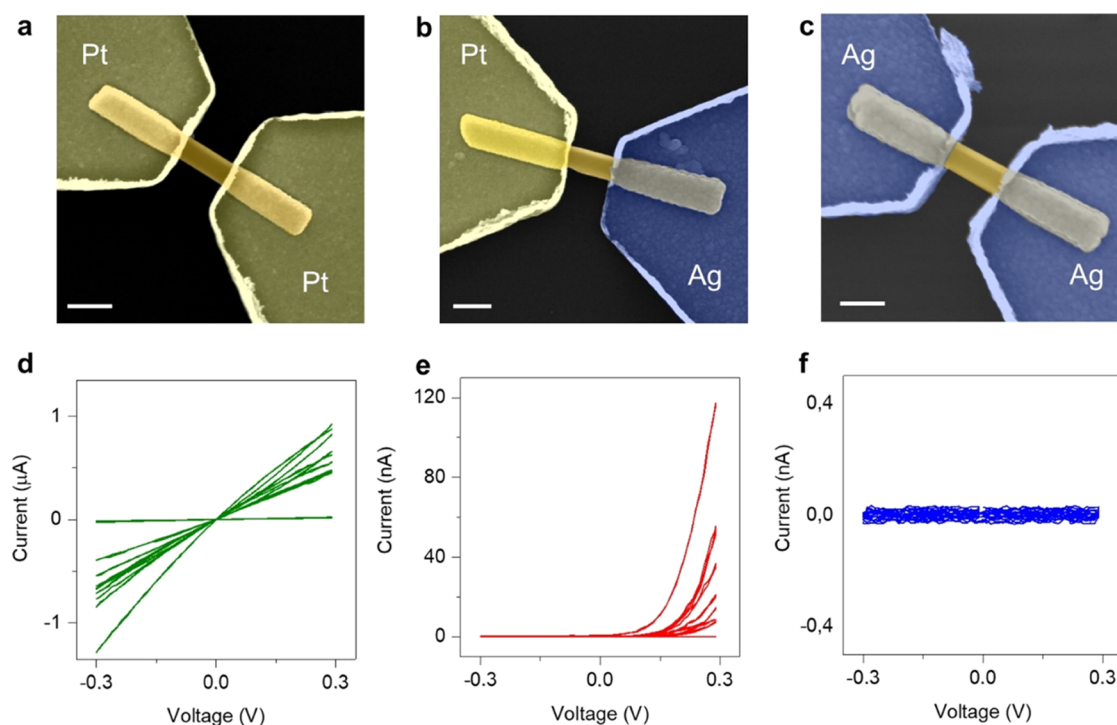 a
Pt
Pt
b
Pt
Ag
c
Ag
Ag
d
1
0
-1
Current (μA)
-0.3
0.0
0.3
Voltage (V)
e
120
80
40
0
Current (nA)
-0.3
0.0
0.3
Voltage (V)
f
0,4
0,0
-0,4
Current (nA)
-0.3
0.0
0.3
Voltage (V)